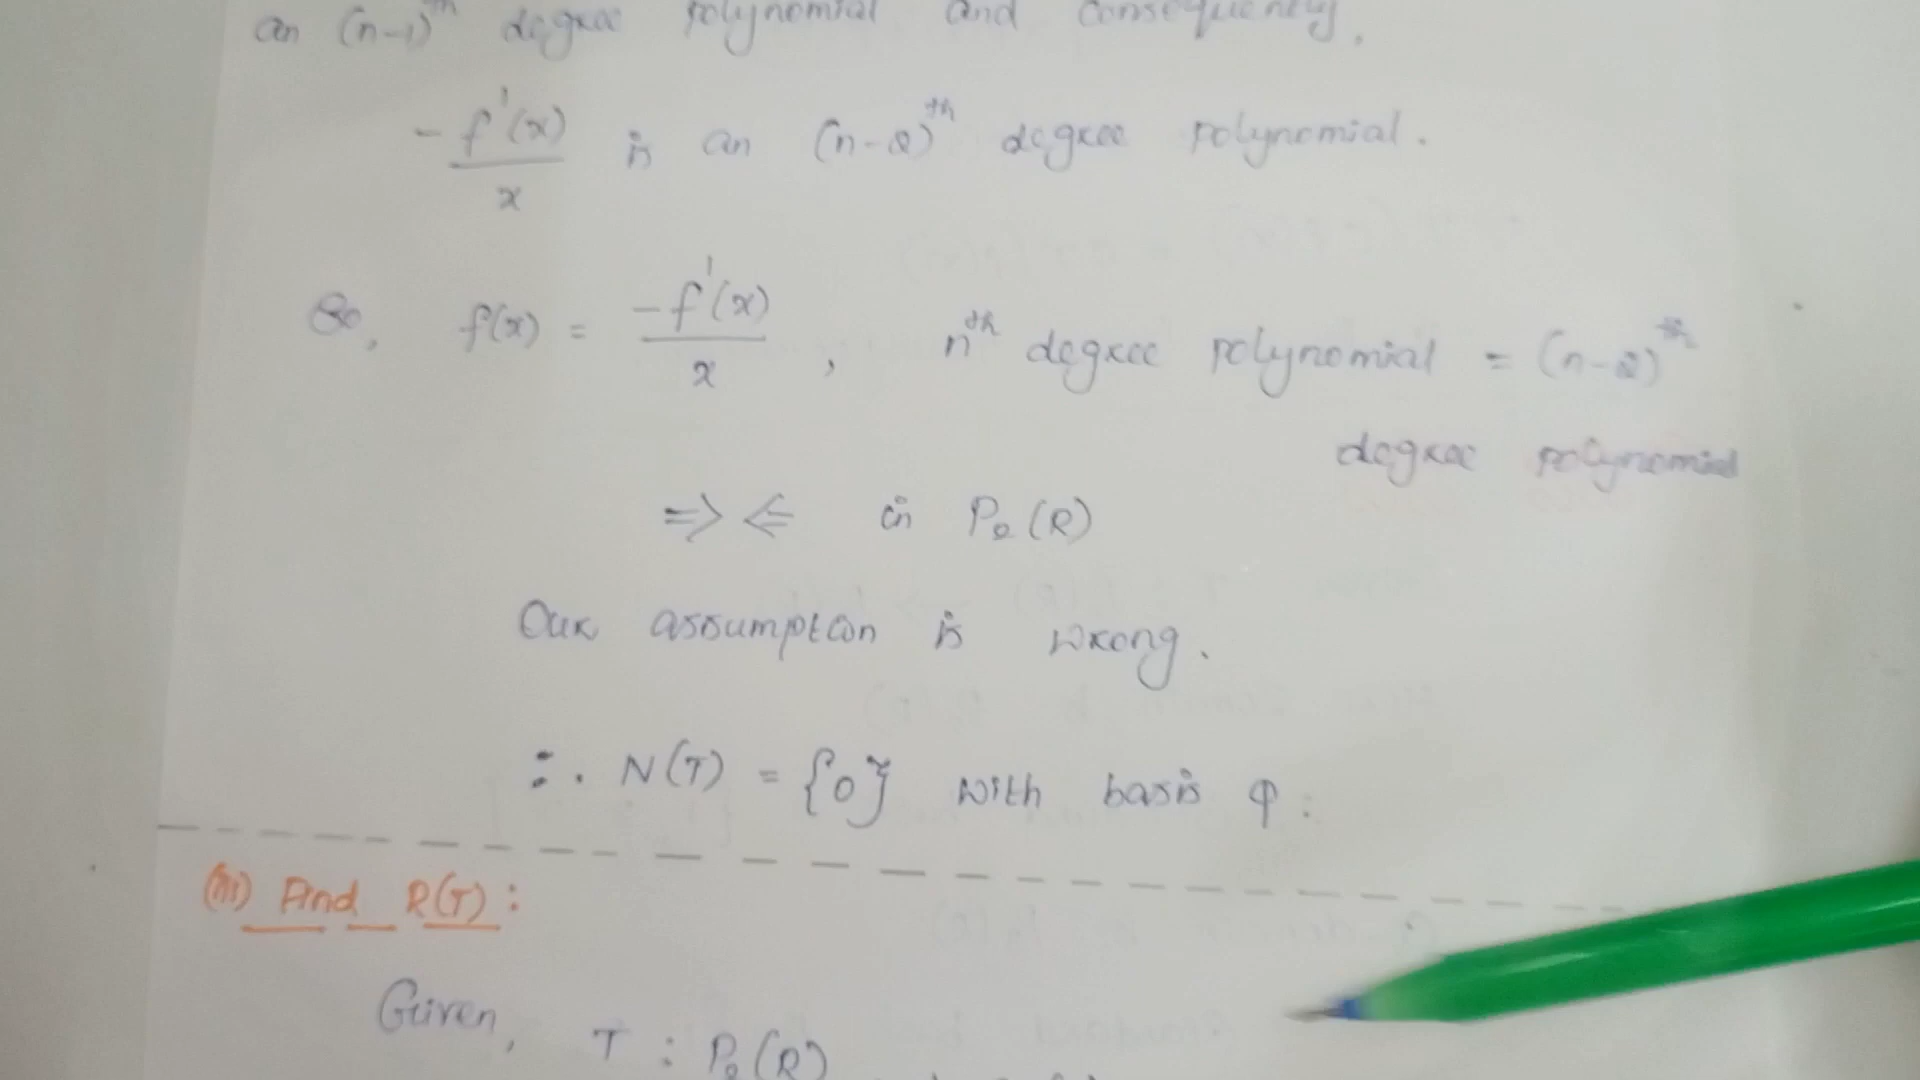 an (n-1)th degree polynomial and consequently,
-f'(x)/x is an (n-2)th degree polynomial.
So, f(x) = -f'(x)/x , nth degree polynomial = (n-2)th
degree polynomial
=> <= in P2(R)
Our assumption is wrong.
∴ N(T) = {0} with basis φ.
(iii) Find R(T):
Given, T : P2(R)